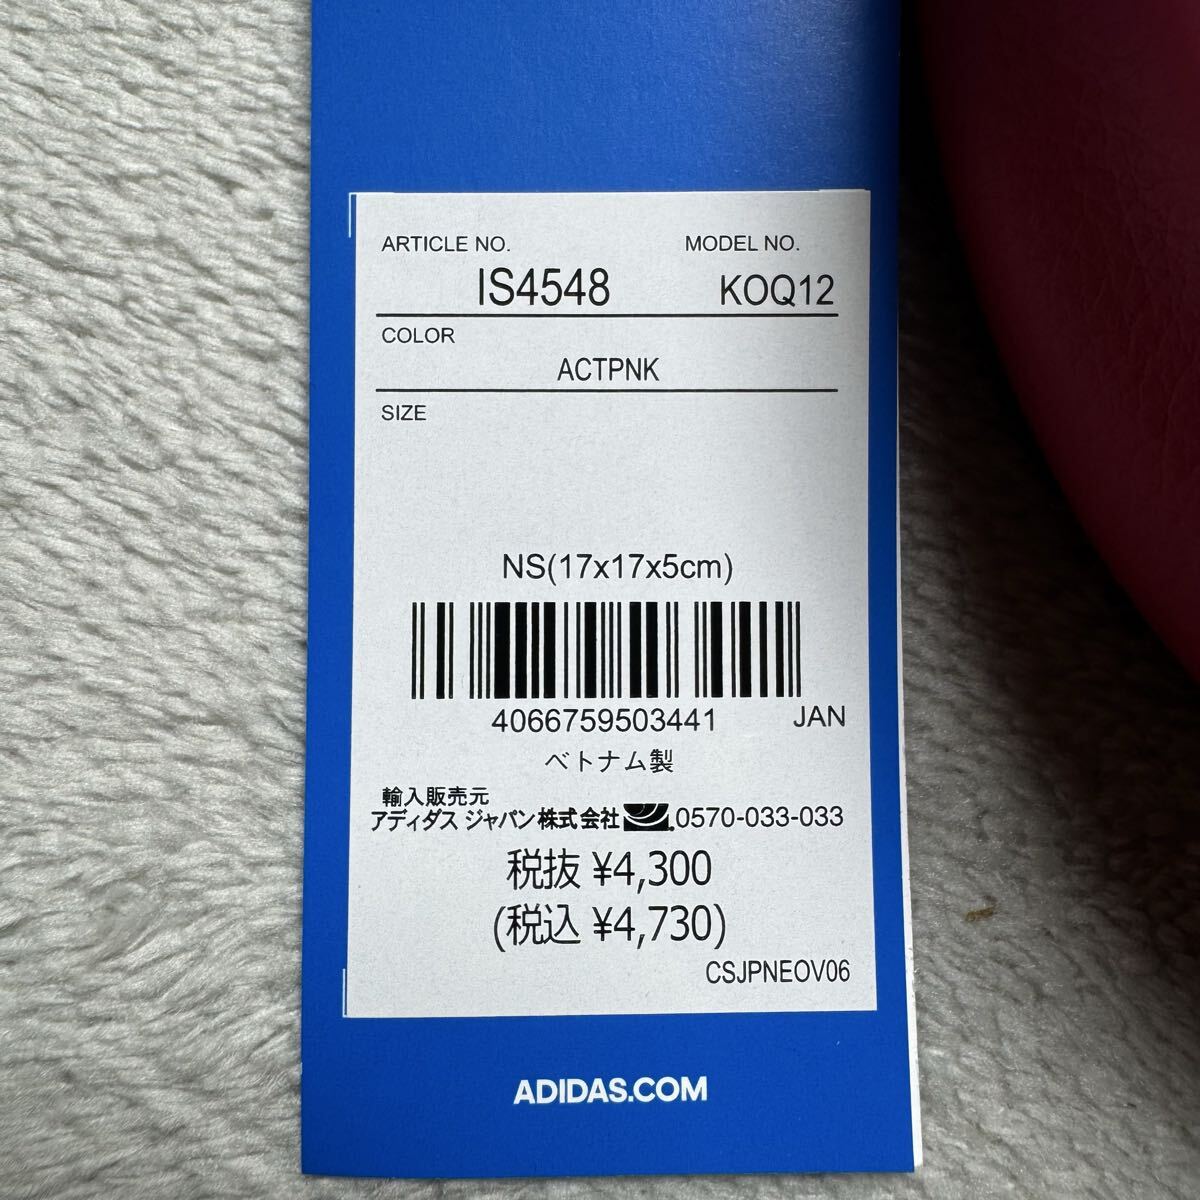 ARTICLE NO. MODEL NO.
IS4548 KOQ12
COLOR
ACTPNK
SIZE
NS(17x17x5cm)
4066759503441 JAN
ベトナム製
輸入販売元
アディダス ジャパン株式会社 0570-033-033
税抜 ¥4,300
(税込 ¥4,730)
CSJPNEOV06
ADIDAS.COM